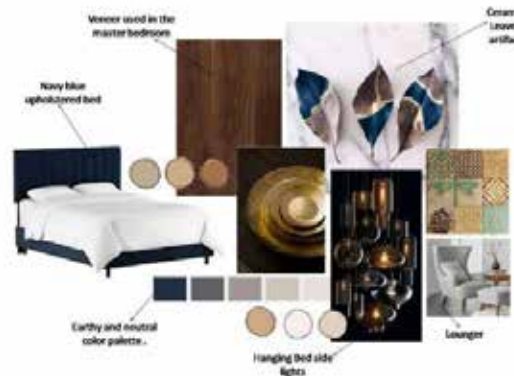 Veneer used in the
master bedroom
Navy blue
upholstered bed
Earthy and neutral
color palette .
Hanging Bed side
lights
Lounger